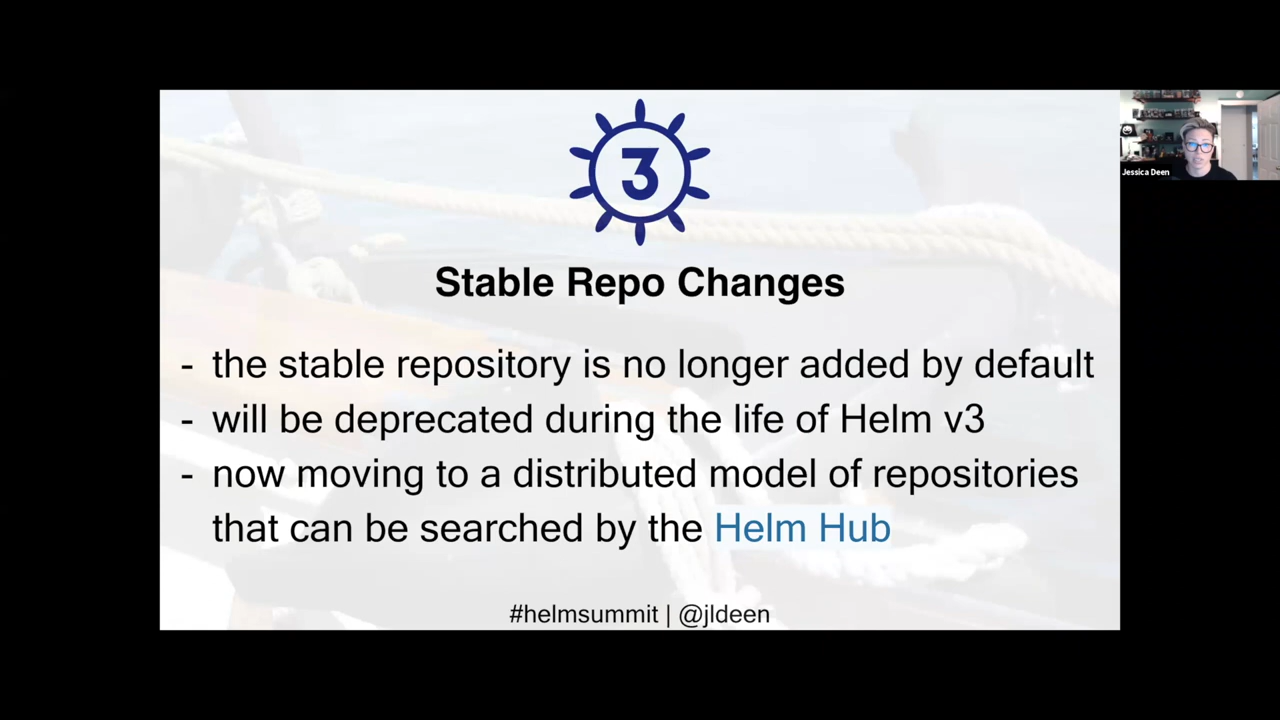 3
Stable Repo Changes
- the stable repository is no longer added by default
- will be deprecated during the life of Helm v3
- now moving to a distributed model of repositories
that can be searched by the Helm Hub
#helmsummit | @jldeen
Jessica Deen